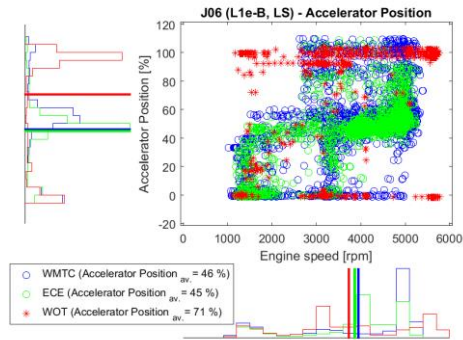 J06 (L1e-B, LS) - Accelerator Position
Accelerator Position [%]
120
100
80
60
40
20
0
-20
0 1000 2000 3000 4000 5000 6000
Engine speed [rpm]
WMTC (Accelerator Position av. = 46 %)
ECE (Accelerator Position av. = 45 %)
WOT (Accelerator Position av. = 71 %)